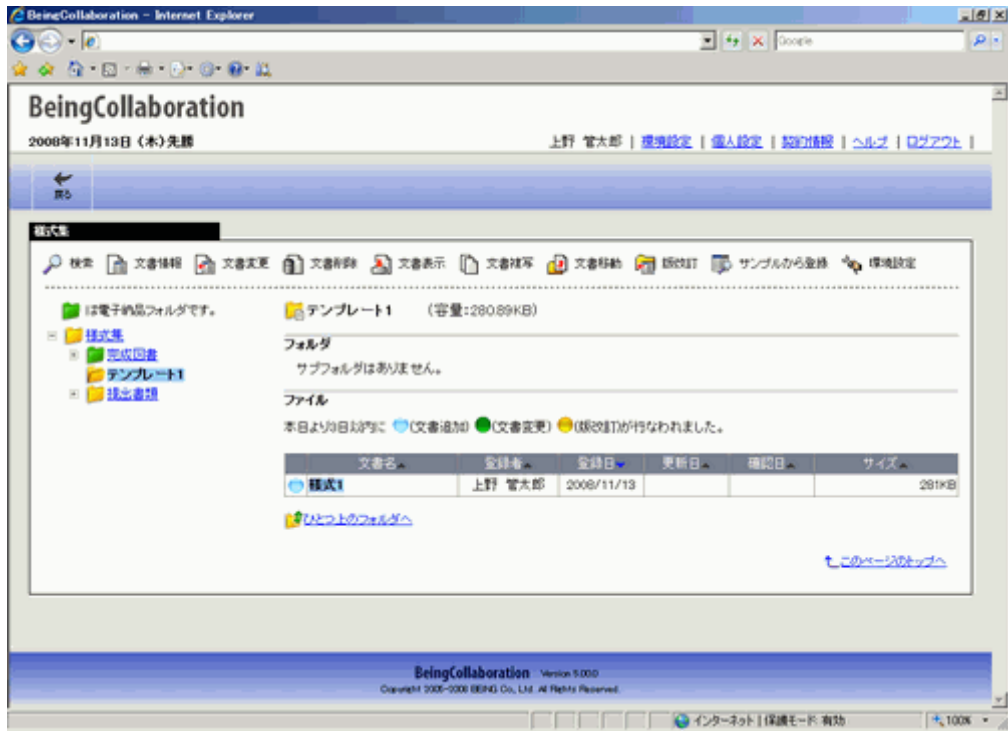 BeingCollaboration - Internet Explorer
Google
BeingCollaboration
2008年11月13日 (木)先勝
上野 管太郎 | 環境設定 | 個人設定 | 契約情報 | ヘルプ | ログアウト |
戻る
様式集
検索 文書情報 文書変更 文書削除 文書表示 文書複写 文書移動 版改訂 サンプルから登録 環境設定
は電子納品フォルダです。
様式集
完成図書
テンプレート1
提出書類
テンプレート1 (容量:280.89KB)
フォルダ
サブフォルダはありません。
ファイル
本日より3日以内に (文書追加) (文書変更) (版改訂)が行なわれました。
文書名 登録者 登録日 更新日 確認日 サイズ
様式1 上野 管太郎 2008/11/13 281KB
ひとつ上のフォルダへ
このページのトップへ
BeingCollaboration Version 5.00.0
Copyright 2005-2008 BEING Co., Ltd. All Rights Reserved.
インターネット | 保護モード: 有効 100%